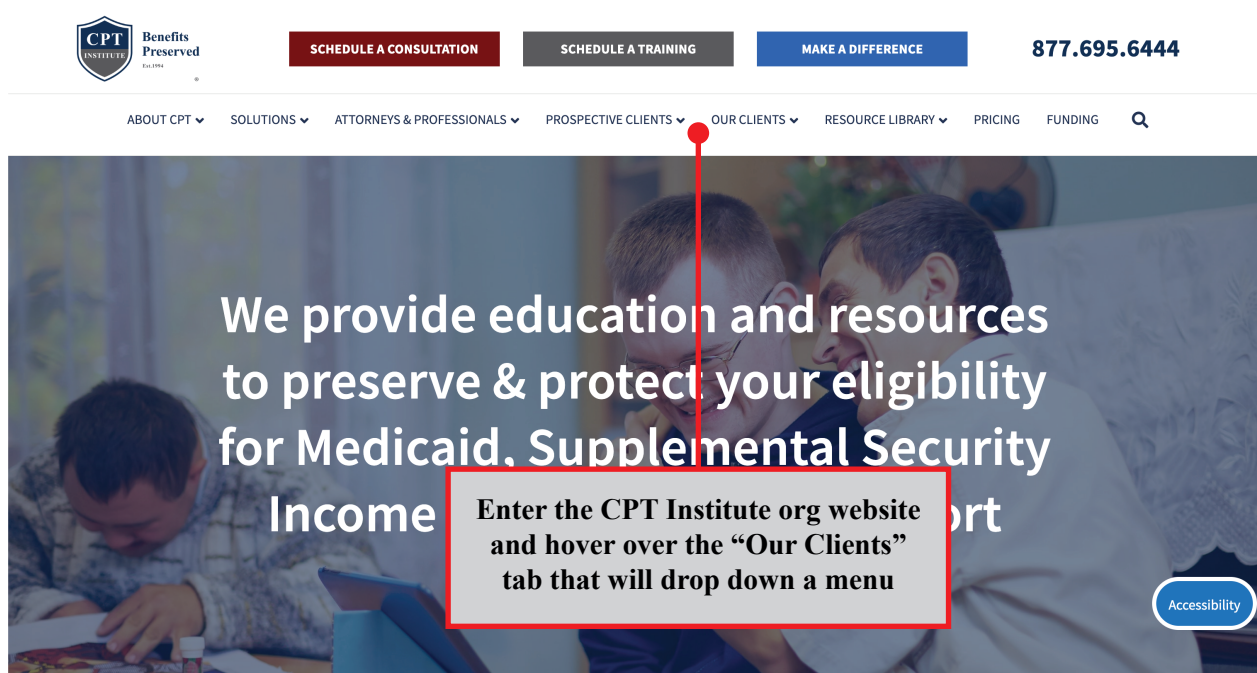 CPT
INSTITUTE
Benefits
Preserved
Est.1994
®
SCHEDULE A CONSULTATION
SCHEDULE A TRAINING
MAKE A DIFFERENCE
877.695.6444
ABOUT CPT
SOLUTIONS
ATTORNEYS & PROFESSIONALS
PROSPECTIVE CLIENTS
OUR CLIENTS
RESOURCE LIBRARY
PRICING
FUNDING
We provide education and resources
to preserve & protect your eligibility
for Medicaid, Supplemental Security
Income
Enter the CPT Institute org website
and hover over the “Our Clients”
tab that will drop down a menu
Accessibility